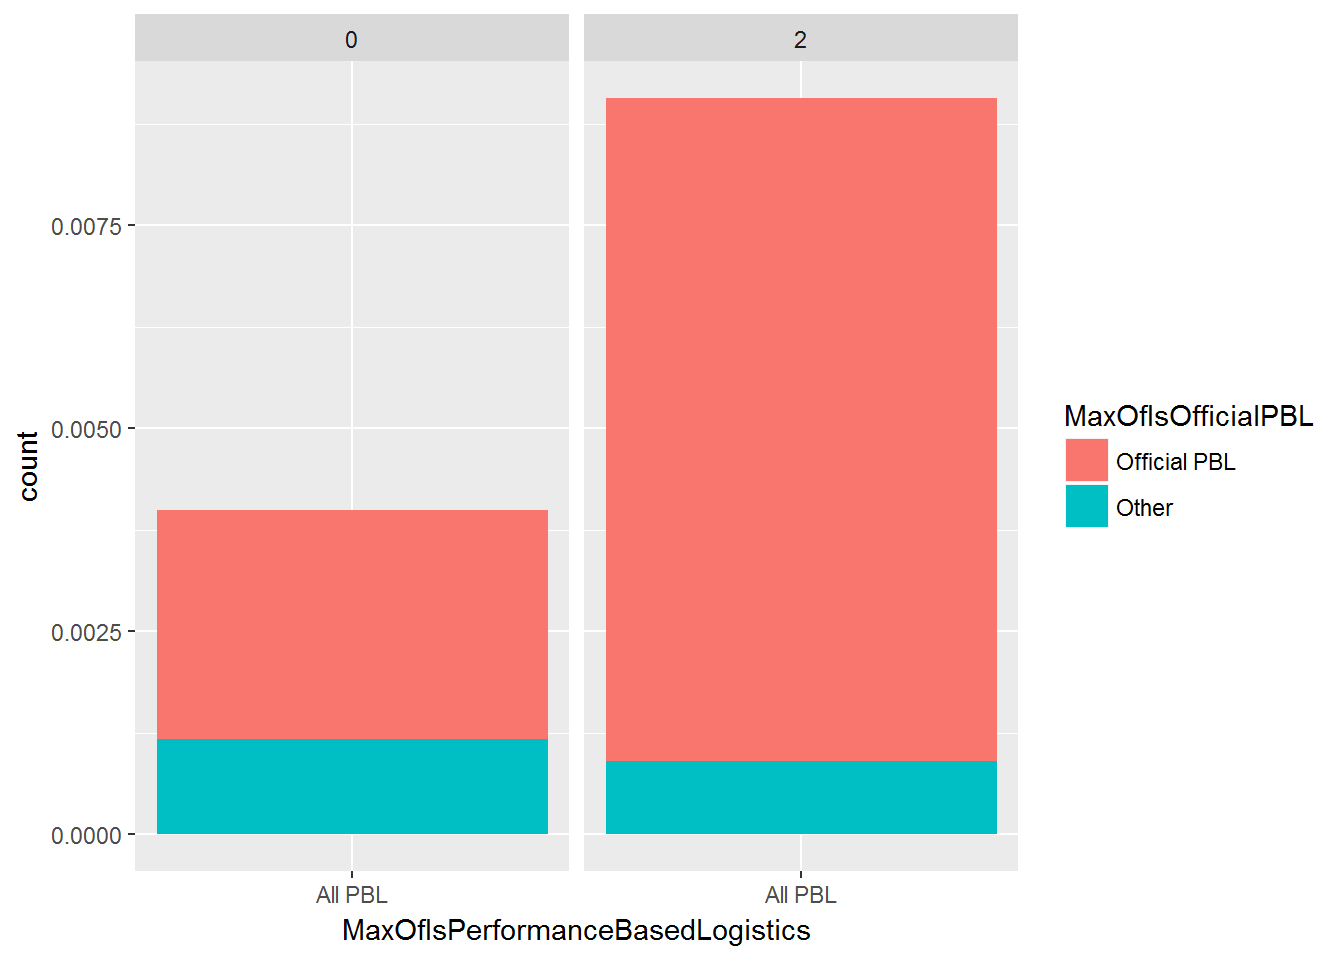 0
2
0.0075
0.0050
0.0025
0.0000
count
All PBL
All PBL
MaxOfIsPerformanceBasedLogistics
MaxOfIsOfficialPBL
Official PBL
Other